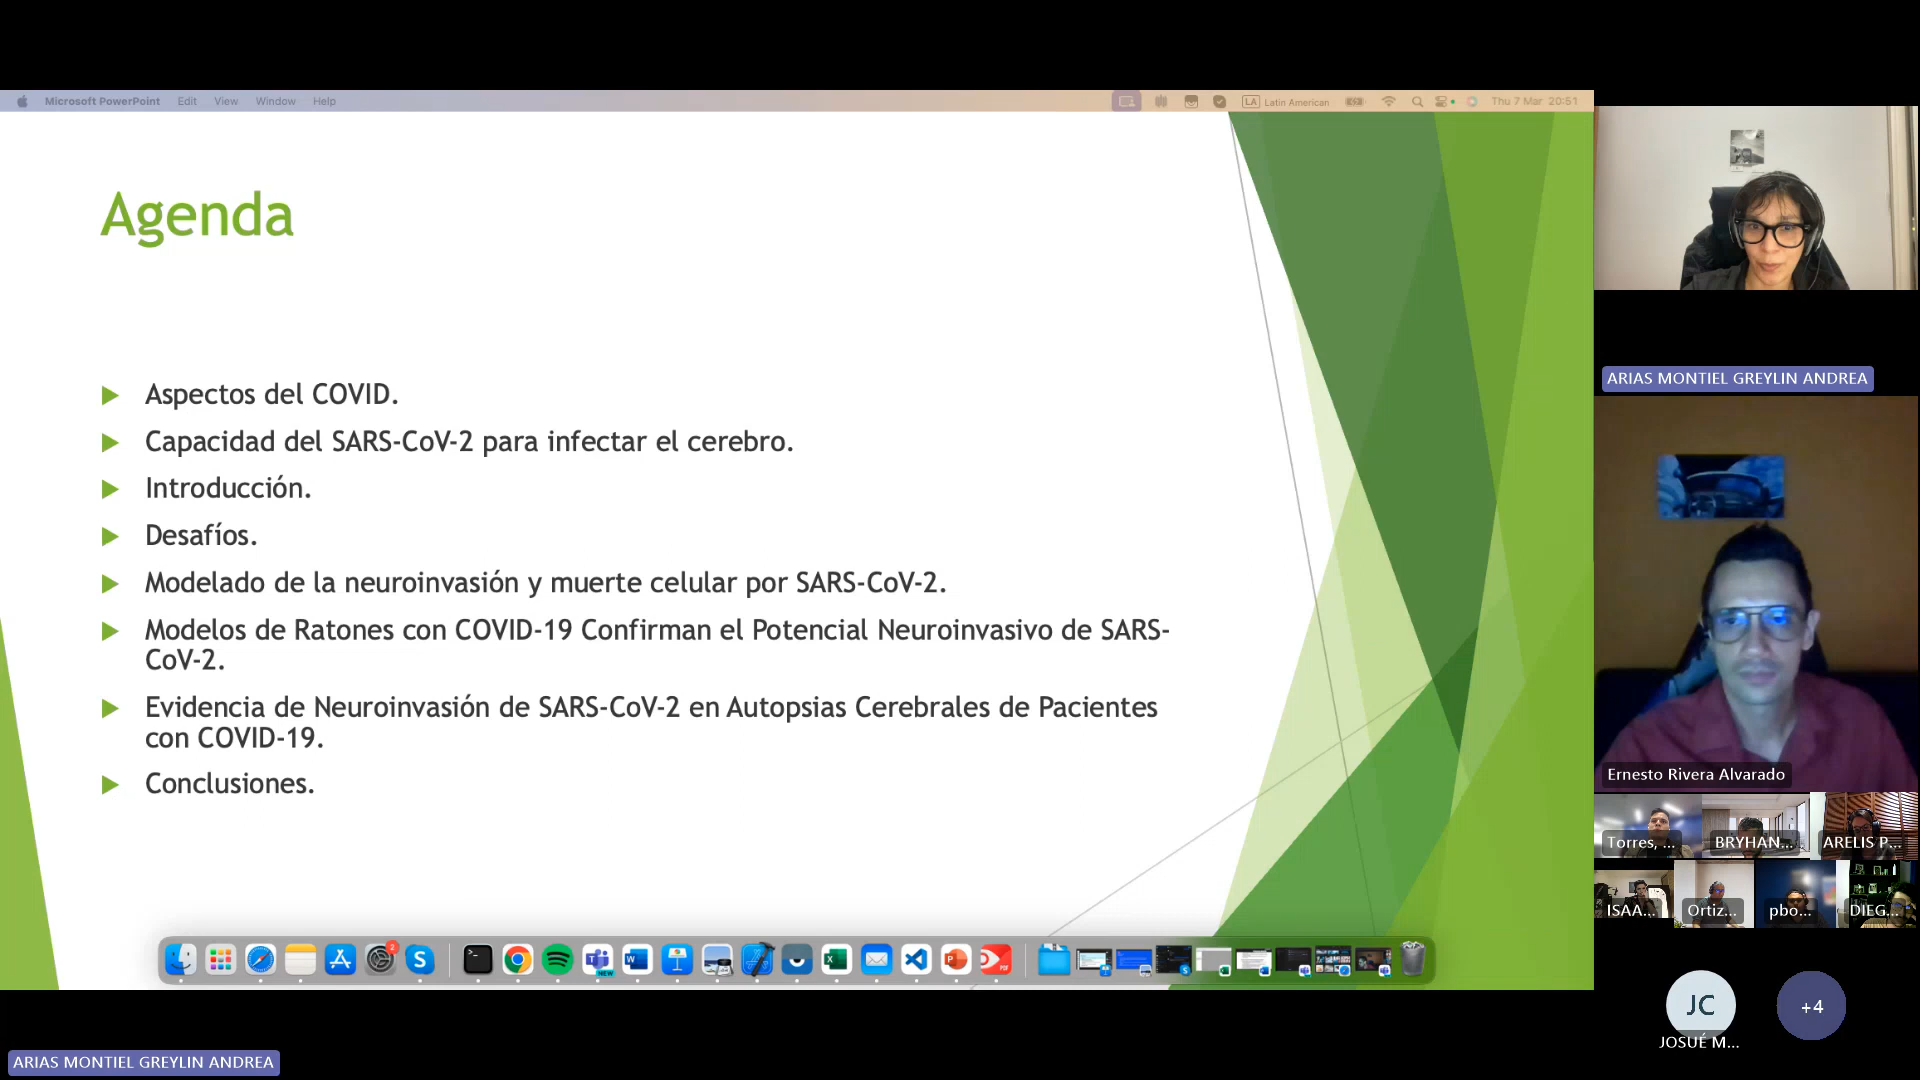 Microsoft PowerPoint Edit View Window Help
LA Latin American Thu 7 Mar 20:51
Agenda
Aspectos del COVID.
Capacidad del SARS-CoV-2 para infectar el cerebro.
Introducción.
Desafíos.
Modelado de la neuroinvasión y muerte celular por SARS-CoV-2.
Modelos de Ratones con COVID-19 Confirman el Potencial Neuroinvasivo de SARS-
CoV-2.
Evidencia de Neuroinvasión de SARS-CoV-2 en Autopsias Cerebrales de Pacientes
con COVID-19.
Conclusiones.
2
NEW
ARIAS MONTIEL GREYLIN ANDREA
Ernesto Rivera Alvarado
Torres, ...
BRYHAN...
ARELIS P...
ISAA...
Ortiz...
pbo...
DIEG...
JC
JOSUÉ M...
+4
ARIAS MONTIEL GREYLIN ANDREA